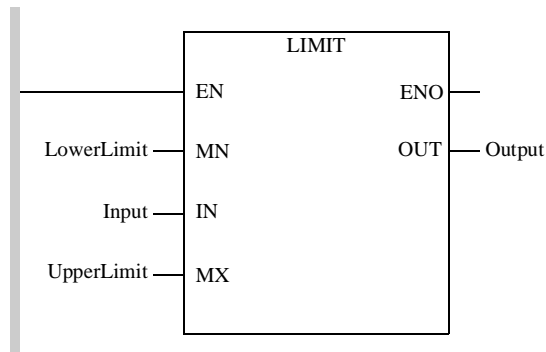 LIMIT
EN ENO
LowerLimit MN OUT Output
Input IN
UpperLimit MX